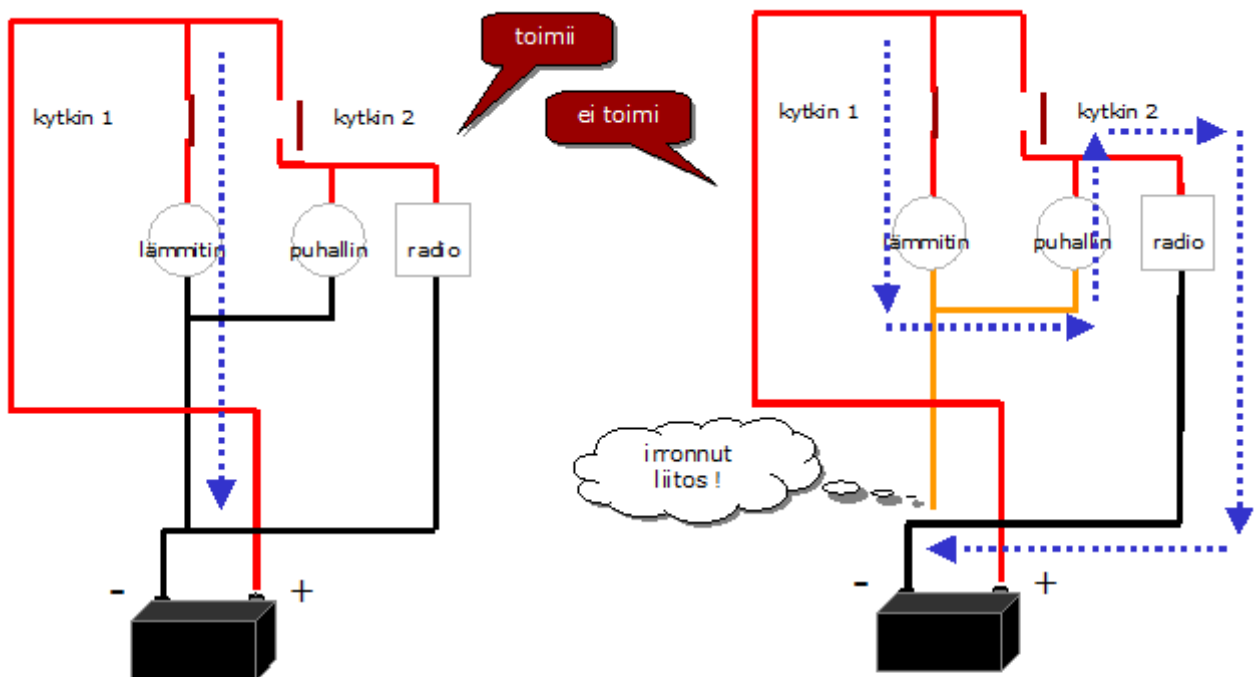 toimii
kytkin 1
kytkin 2
lämmitin
puhallin
radio
-
+
ei toimi
kytkin 1
kytkin 2
lämmitin
puhallin
radio
irronnut
liitos !
-
+